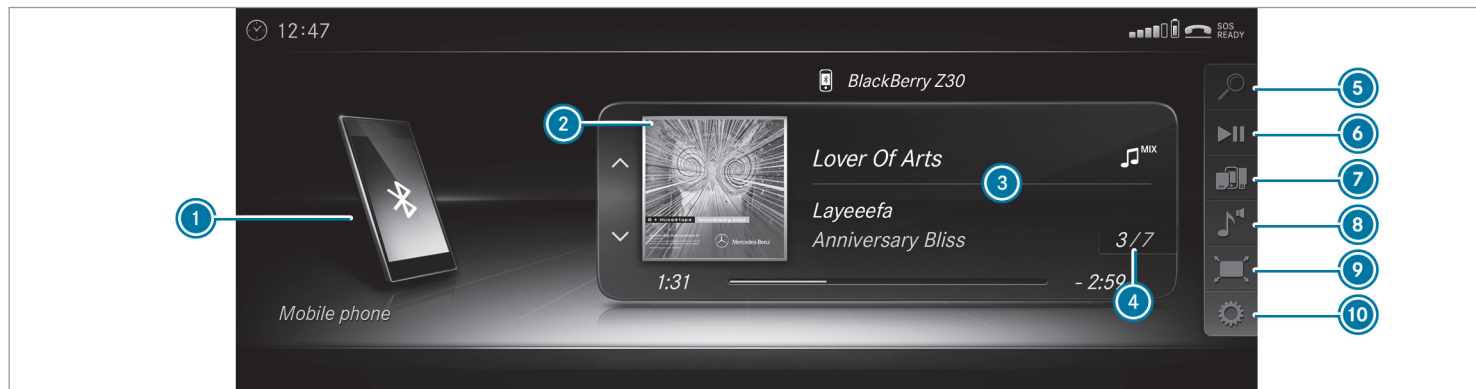 12:47
SOS
READY
BlackBerry Z30
5
2
6
Lover Of Arts
MIX
3
7
1
Layeeefa
8
Anniversary Bliss
3/7
Mercedes-Benz
9
1:31
- 2:59
4
10
Mobile phone